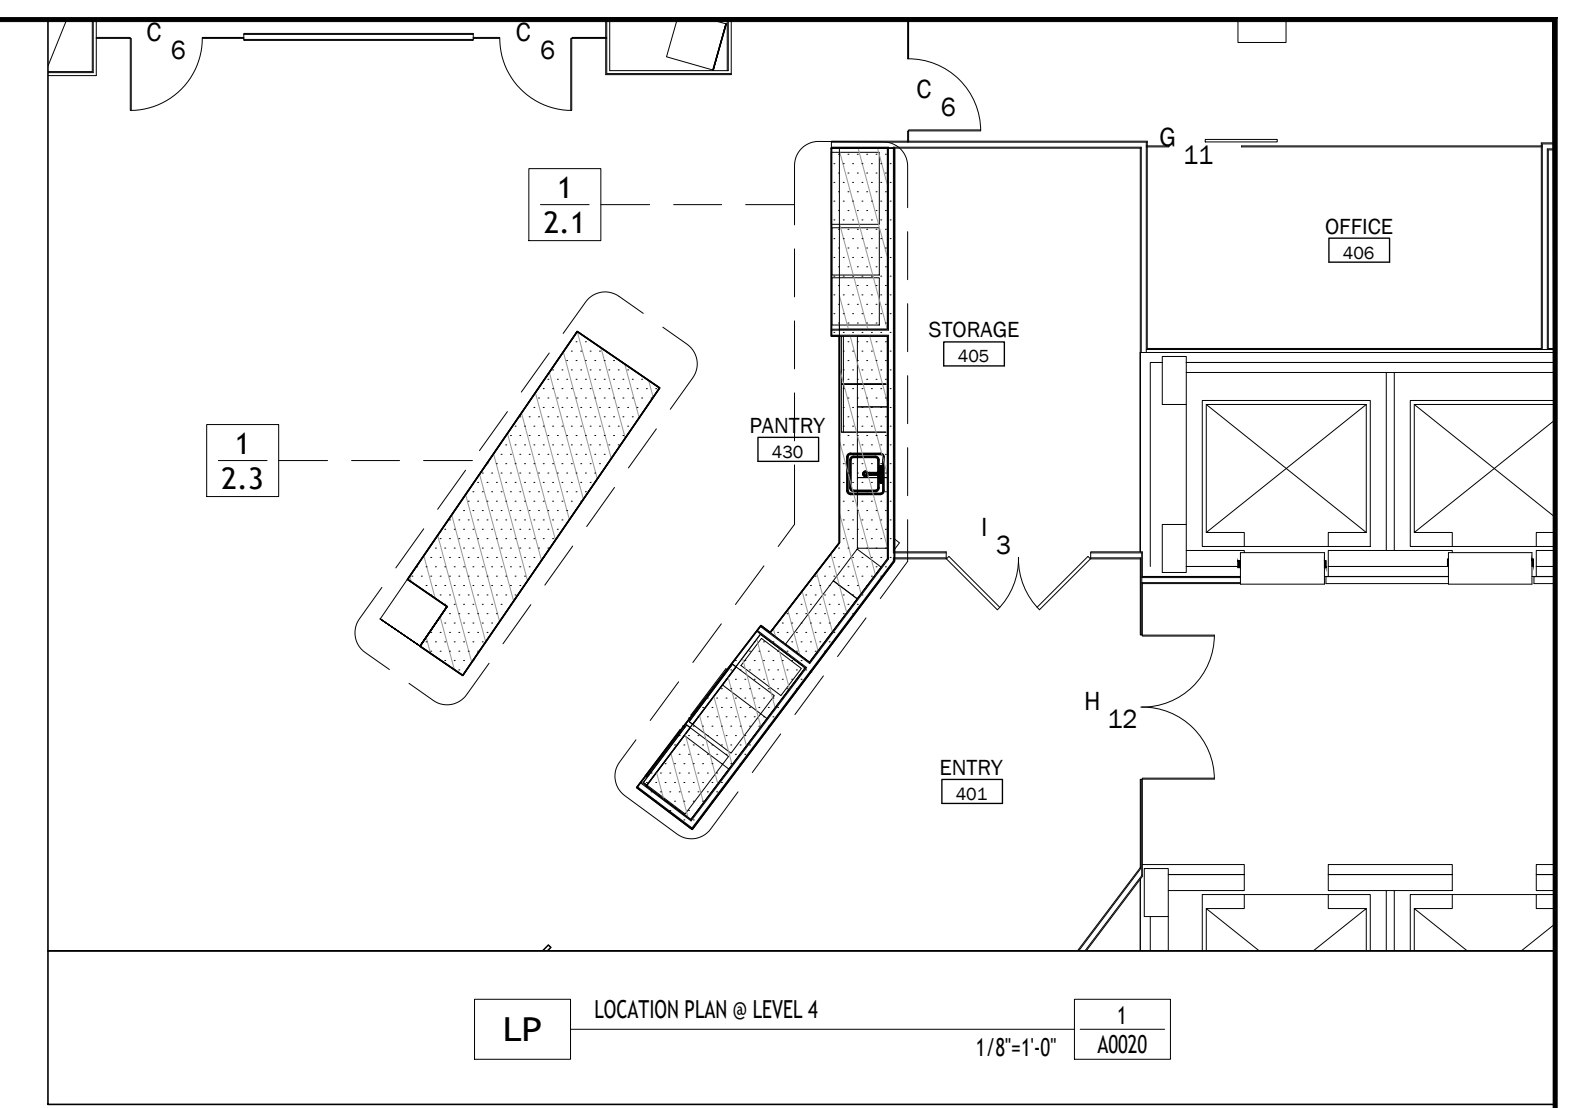 C
6
C
6
C
6
G
11
1
2.1
OFFICE
406
STORAGE
405
PANTRY
430
1
2.3
I
3
H
12
ENTRY
401
LP
LOCATION PLAN @ LEVEL 4
1/8"=1'-0"
1
A0020